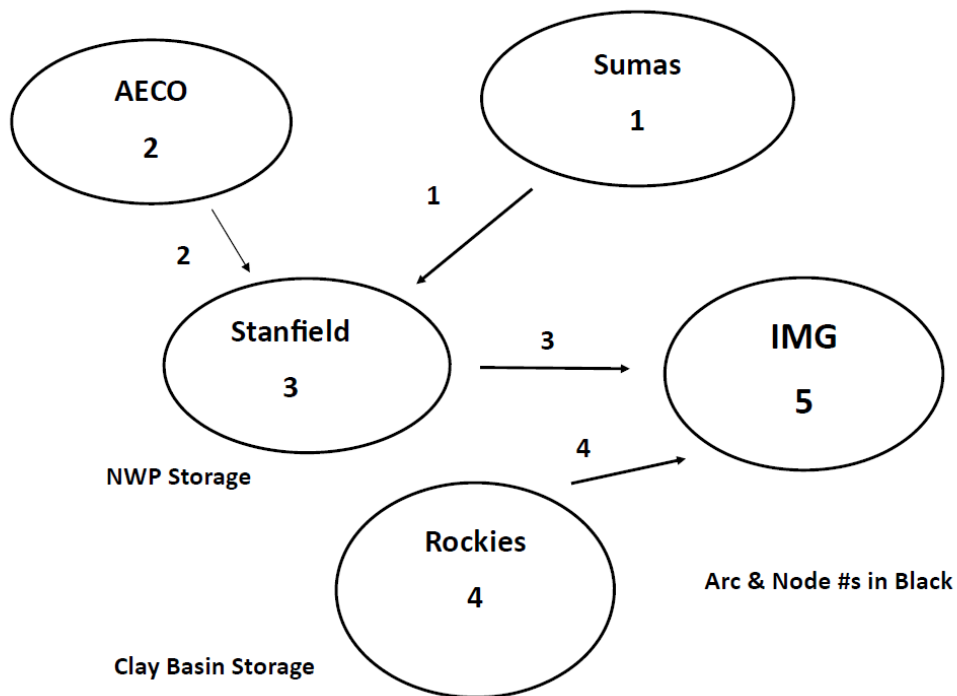 Sumas
1
AECO
2
1
2
Stanfield
3
3
IMG
5
NWP Storage
4
Rockies
4
Arc & Node #s in Black
Clay Basin Storage